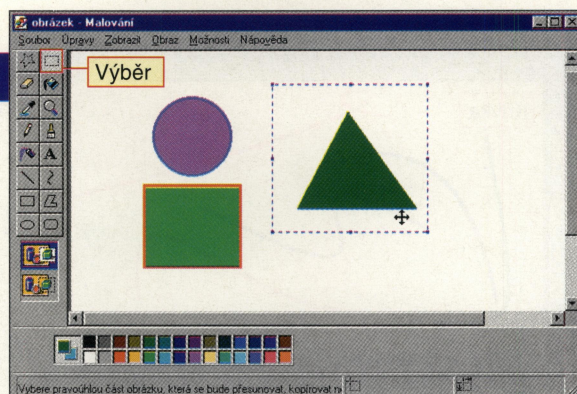 obrázek - Malování
Soubor Úpravy Zobrazit Obraz Možnosti Nápověda
Výběr
A
Vybere pravoúhlou část obrázku, která se bude přesunovat, kopírovat